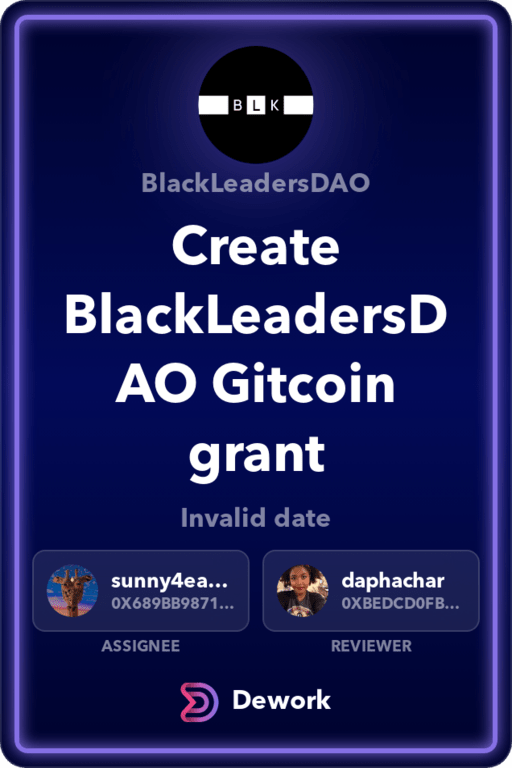 B L K
BlackLeadersDAO
Create
BlackLeadersD
AO Gitcoin
grant
Invalid date
sunny4ea...
0X689BB9871...
daphachar
0XBEDCD0FB...
ASSIGNEE
REVIEWER
Dework